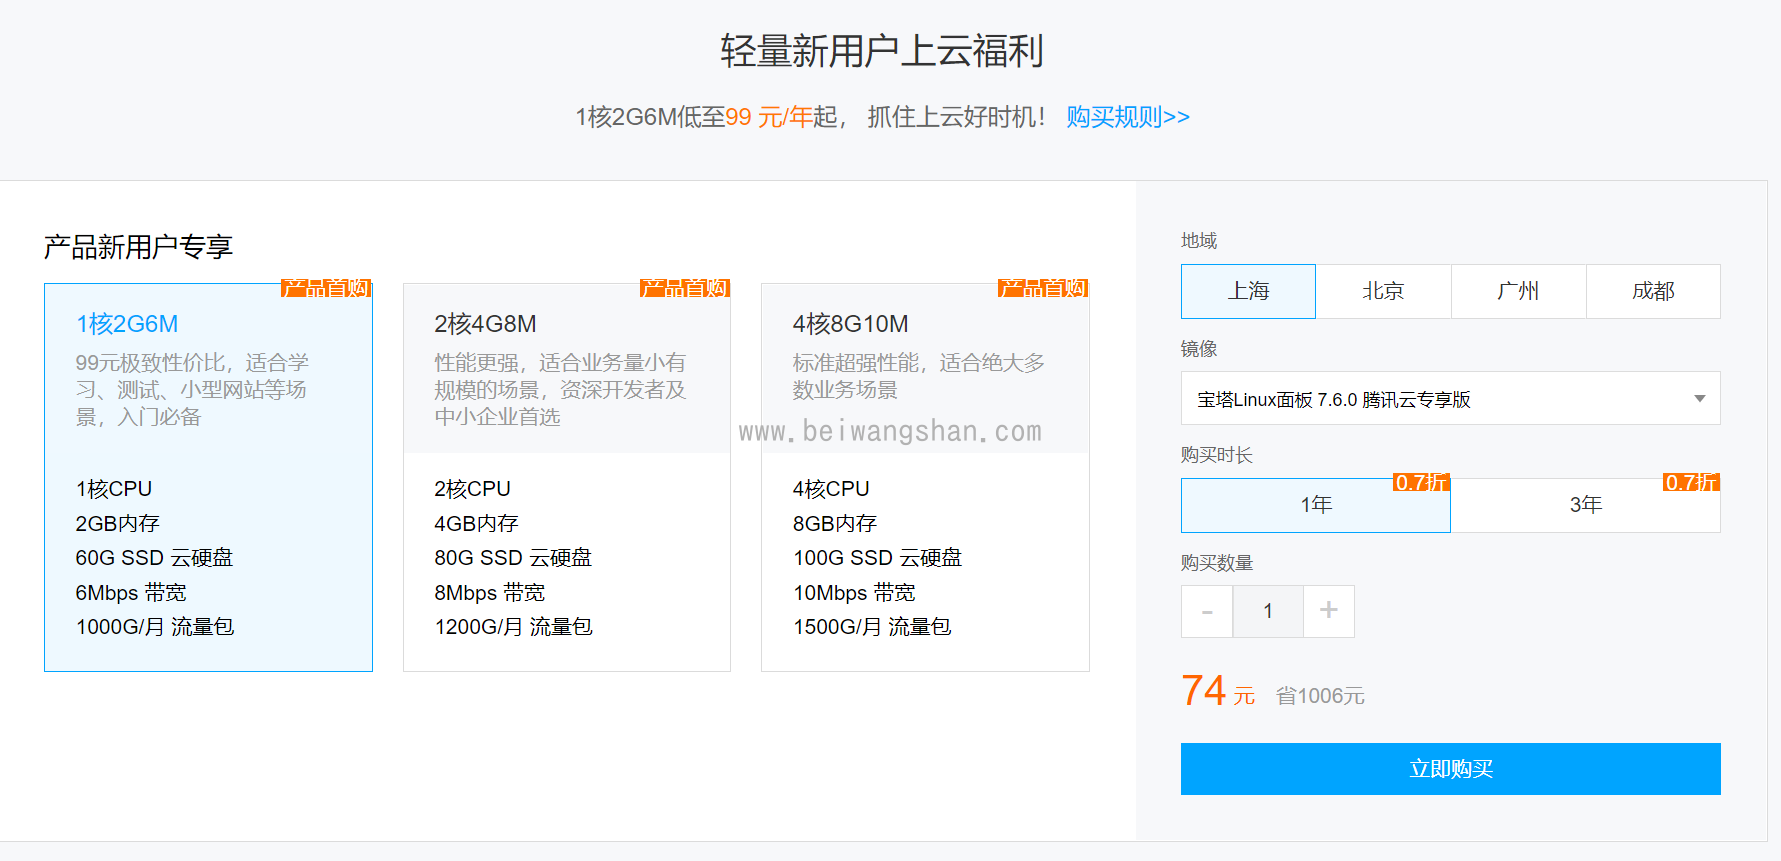 轻量新用户上云福利
1核2G6M低至99 元/年起， 抓住上云好时机！ 购买规则>>
产品新用户专享
产品首购
1核2G6M
99元极致性价比，适合学
习、测试、小型网站等场
景，入门必备
1核CPU
2GB内存
60G SSD 云硬盘
6Mbps 带宽
1000G/月 流量包
产品首购
2核4G8M
性能更强，适合业务量小有
规模的场景，资深开发者及
中小企业首选
2核CPU
4GB内存
80G SSD 云硬盘
8Mbps 带宽
1200G/月 流量包
产品首购
4核8G10M
标准超强性能，适合绝大多
数业务场景
www.beiwangshan.com
4核CPU
8GB内存
100G SSD 云硬盘
10Mbps 带宽
1500G/月 流量包
地域
上海 北京 广州 成都
镜像
宝塔Linux面板 7.6.0 腾讯云专享版
购买时长
0.7折 0.7折
1年 3年
购买数量
- 1 +
74 元 省1006元
立即购买